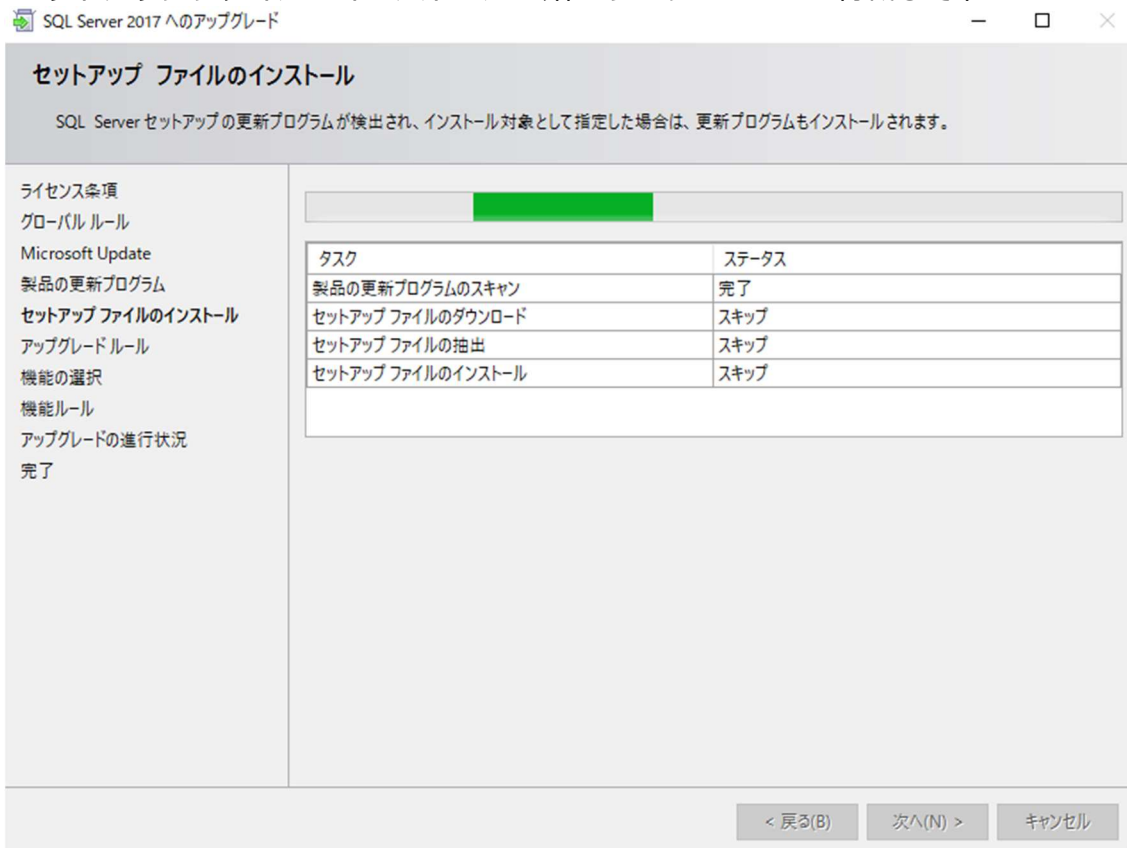 SQL Server 2017 へのアップグレード
セットアップ ファイルのインストール
SQL Server セットアップの更新プログラムが検出され、インストール対象として指定した場合は、更新プログラムもインストールされます。
ライセンス条項
グローバル ルール
Microsoft Update
製品の更新プログラム
セットアップ ファイルのインストール
アップグレード ルール
機能の選択
機能ルール
アップグレードの進行状況
完了
タスク ステータス
製品の更新プログラムのスキャン 完了
セットアップ ファイルのダウンロード スキップ
セットアップ ファイルの抽出 スキップ
セットアップ ファイルのインストール スキップ
< 戻る(B) 次へ(N) > キャンセル